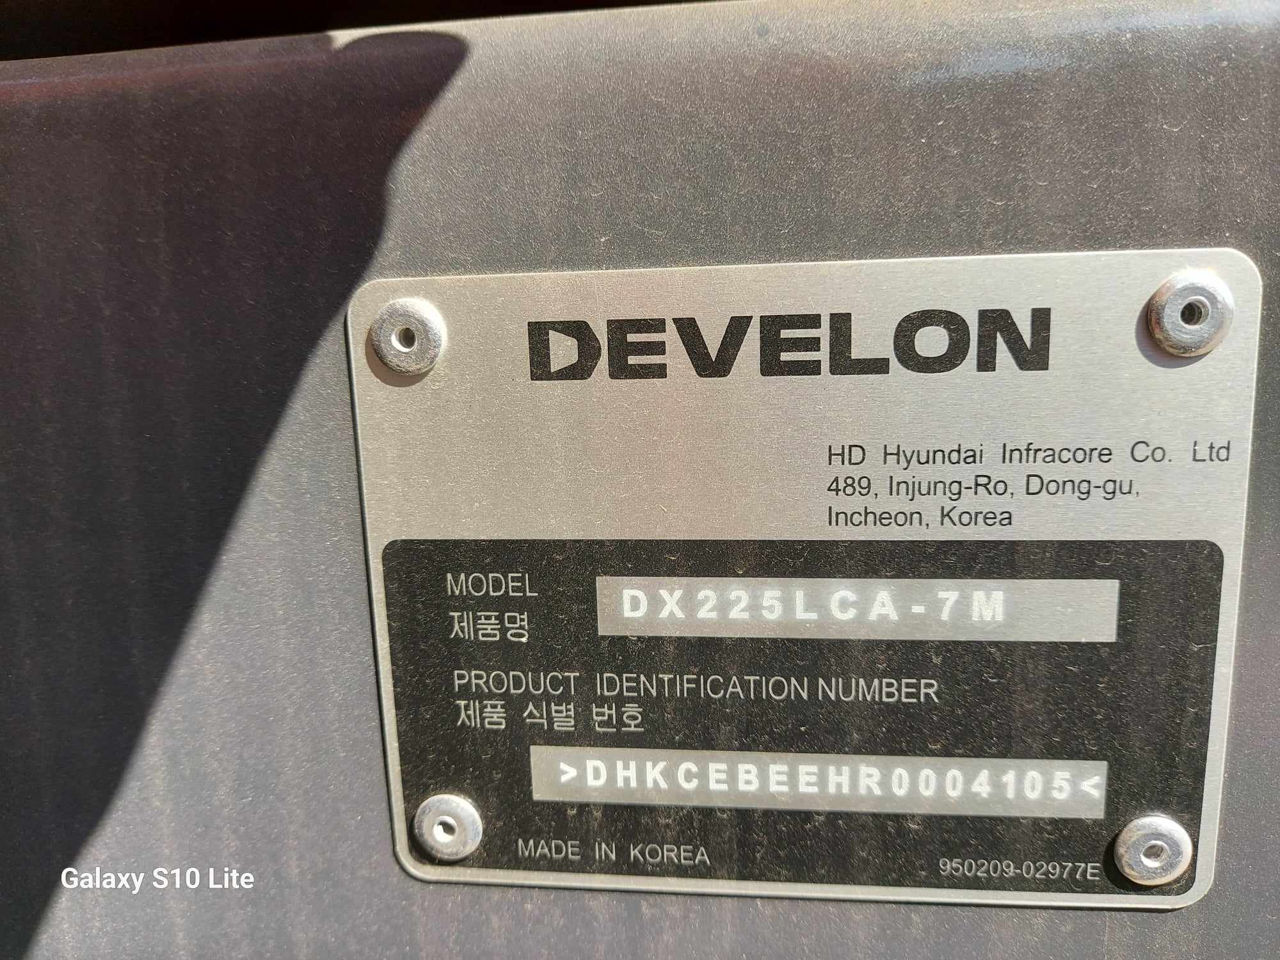 DEVELON
HD Hyundai Infracore Co. Ltd
489, Injung-Ro, Dong-gu,
Incheon, Korea
MODEL
제품명
DX225LCA-7M
PRODUCT IDENTIFICATION NUMBER
제품 식별 번호
>DHKCEBEEHR0004105<
MADE IN KOREA
950209-02977E
Galaxy S10 Lite